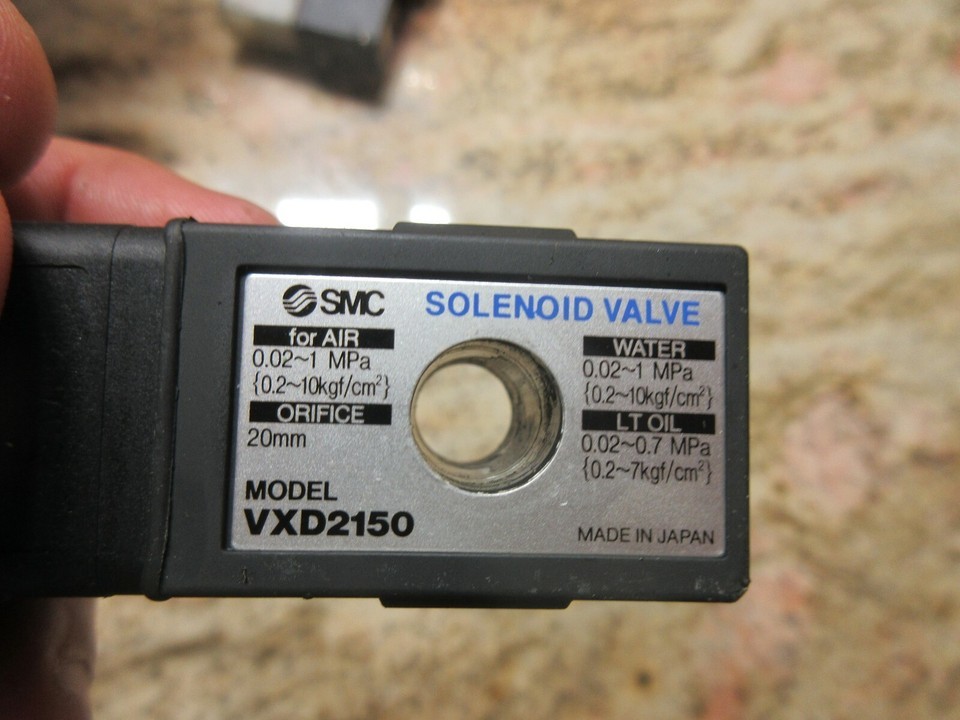 SMC SOLENOID VALVE
for AIR
0.02~1 MPa
{0.2~10kgf/cm²}
ORIFICE
20mm
WATER
0.02~1 MPa
{0.2~10kgf/cm²}
LT OIL
0.02~0.7 MPa
{0.2~7kgf/cm²}
MODEL
VXD2150
MADE IN JAPAN